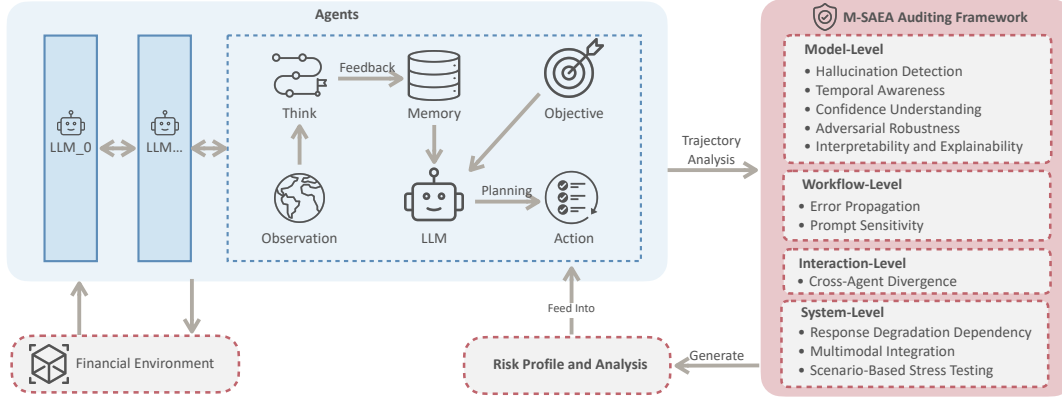 Agents
LLM_0
LLM...
Think
Feedback
Memory
Objective
Observation
LLM
Planning
Action
Trajectory
Analysis
Financial Environment
Feed Into
Risk Profile and Analysis
Generate
M-SAEA Auditing Framework
Model-Level
• Hallucination Detection
• Temporal Awareness
• Confidence Understanding
• Adversarial Robustness
• Interpretability and Explainability
Workflow-Level
• Error Propagation
• Prompt Sensitivity
Interaction-Level
• Cross-Agent Divergence
System-Level
• Response Degradation Dependency
• Multimodal Integration
• Scenario-Based Stress Testing